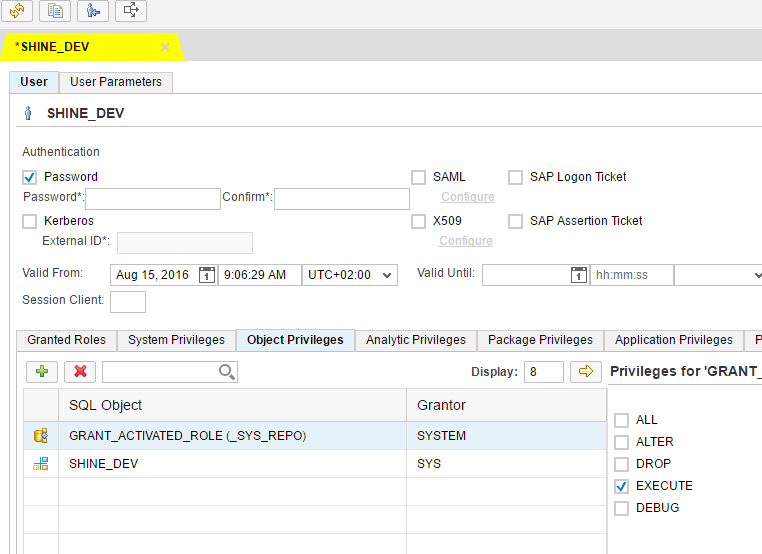 *SHINE_DEV
User User Parameters
SHINE_DEV
Authentication
Password SAML SAP Logon Ticket
Password*: Confirm*: Configure
Kerberos X509 SAP Assertion Ticket
External ID*: Configure
Valid From: Aug 15, 2016 1 9:06:29 AM UTC+02:00 Valid Until: 1 hh:mm:ss
Session Client:
Granted Roles System Privileges Object Privileges Analytic Privileges Package Privileges Application Privileges P
Display: 8 Privileges for 'GRANT_
SQL Object Grantor
ALL
GRANT_ACTIVATED_ROLE (_SYS_REPO) SYSTEM
ALTER
SHINE_DEV SYS
DROP
EXECUTE
DEBUG